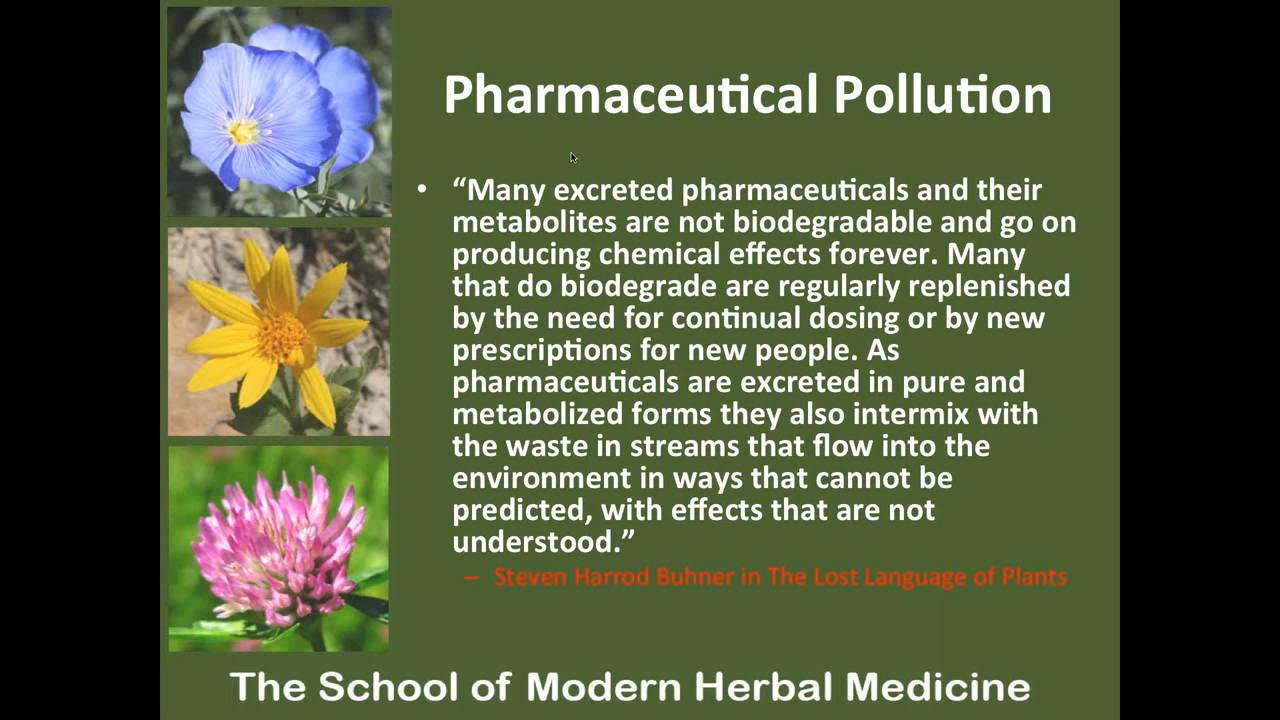 Pharmaceutical Pollution
• “Many excreted pharmaceuticals and their
metabolites are not biodegradable and go on
producing chemical effects forever. Many
that do biodegrade are regularly replenished
by the need for continual dosing or by new
prescriptions for new people. As
pharmaceuticals are excreted in pure and
metabolized forms they also intermix with
the waste in streams that flow into the
environment in ways that cannot be
predicted, with effects that are not
understood.”
– Steven Harrod Buhner in The Lost Language of Plants
The School of Modern Herbal Medicine